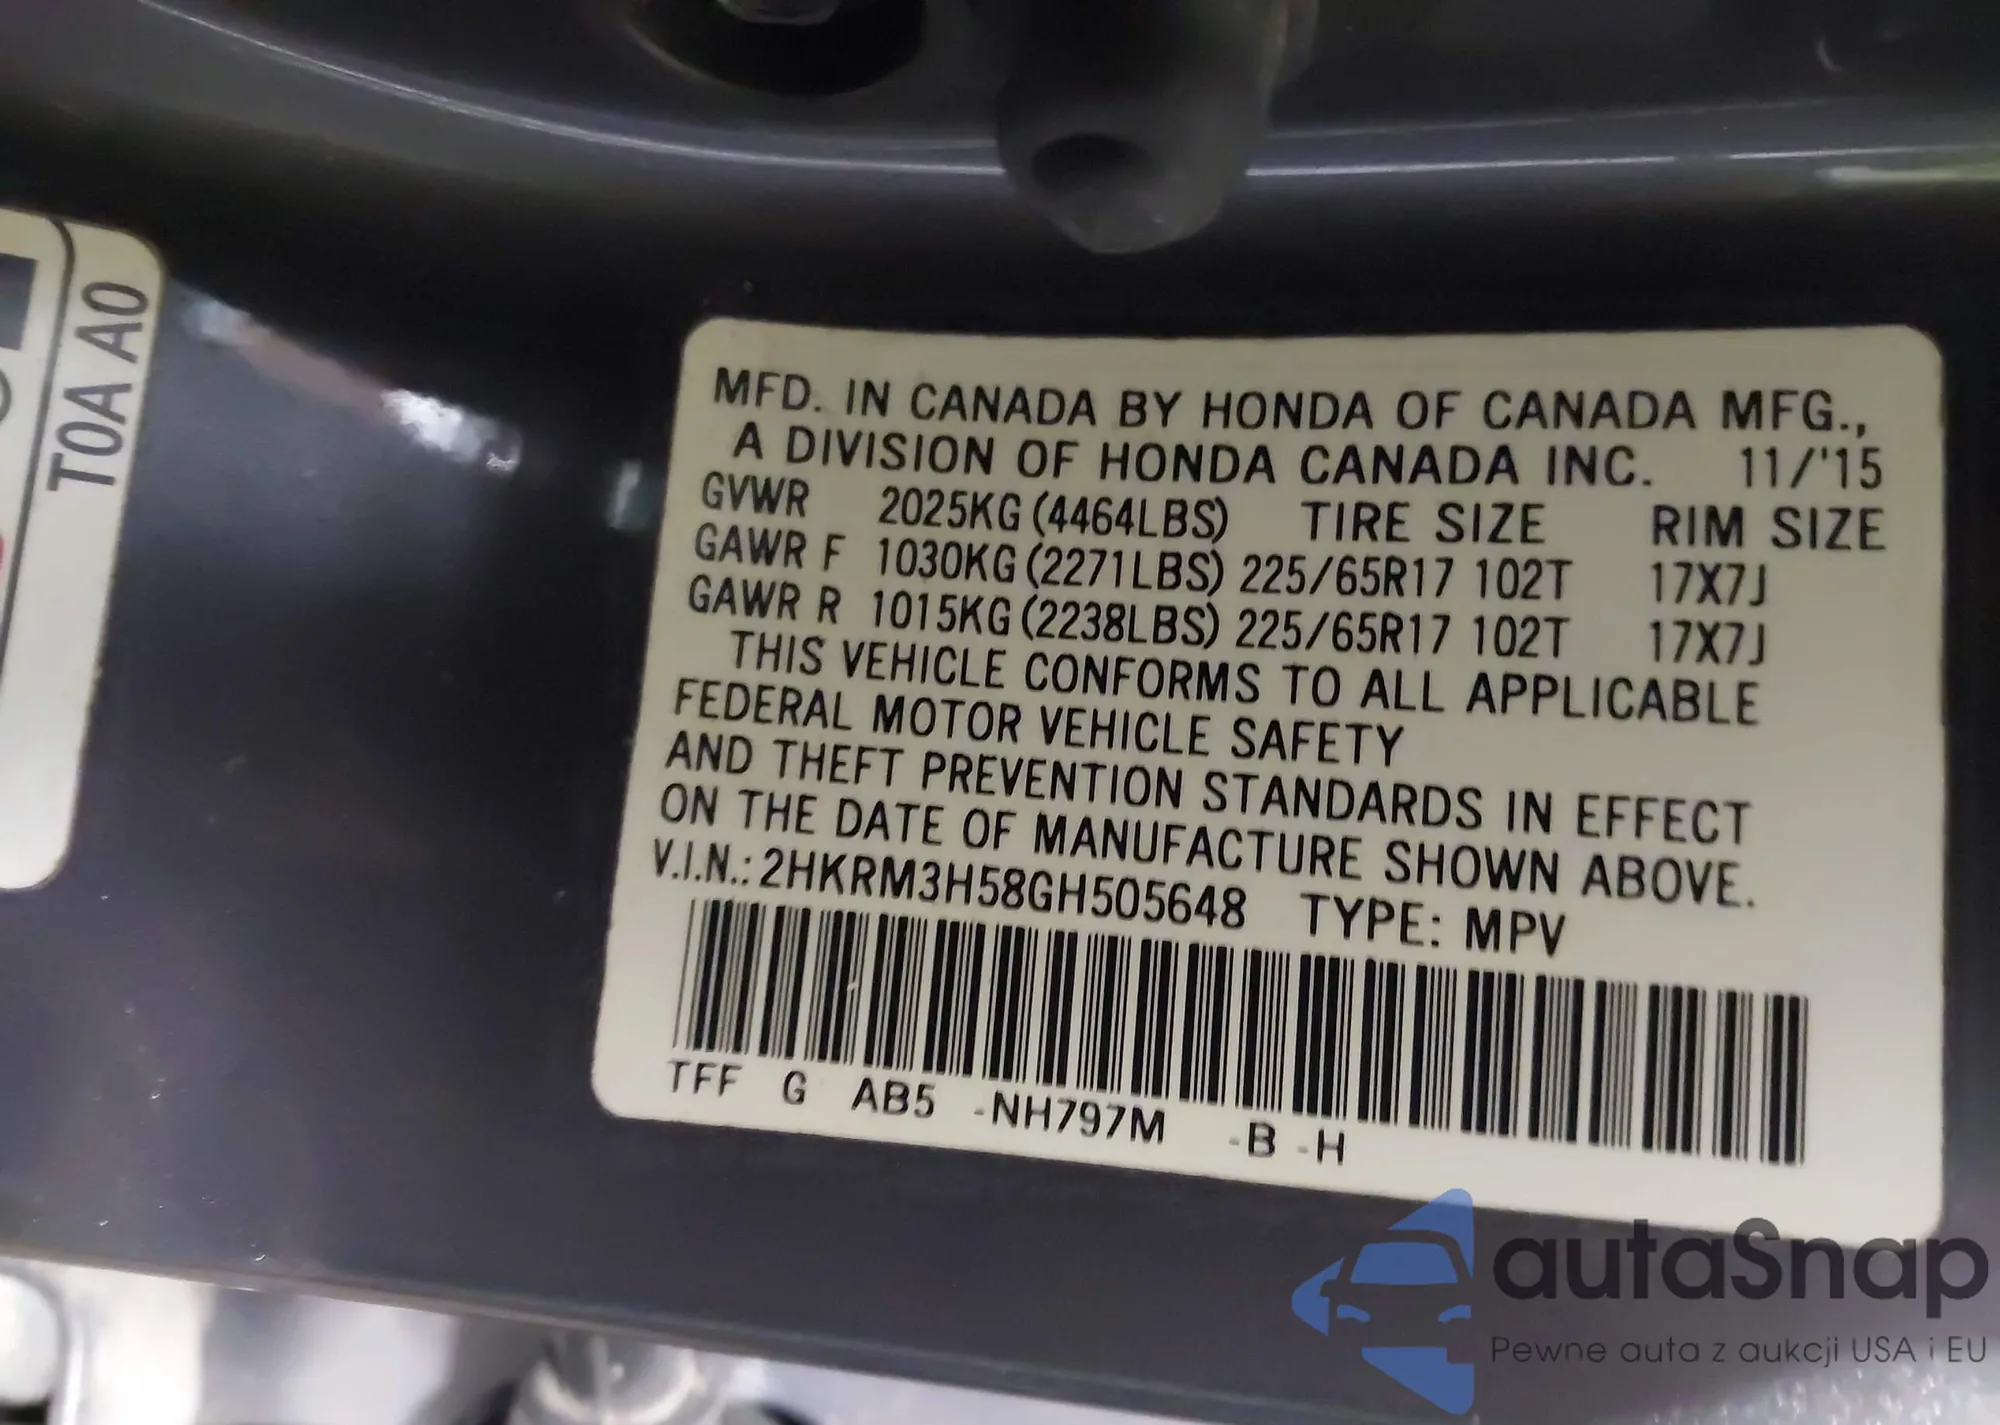 T0A A0
MFD. IN CANADA BY HONDA OF CANADA MFG.,
A DIVISION OF HONDA CANADA INC. 11/'15
GVWR 2025KG (4464LBS) TIRE SIZE RIM SIZE
GAWR F 1030KG (2271LBS) 225/65R17 102T 17X7J
GAWR R 1015KG (2238LBS) 225/65R17 102T 17X7J
THIS VEHICLE CONFORMS TO ALL APPLICABLE
FEDERAL MOTOR VEHICLE SAFETY
AND THEFT PREVENTION STANDARDS IN EFFECT
ON THE DATE OF MANUFACTURE SHOWN ABOVE.
V.I.N.: 2HKRM3H58GH505648 TYPE: MPV
TFF G AB5 -NH797M -B -H
autaSnap
Pewne auta z aukcji USA i EU